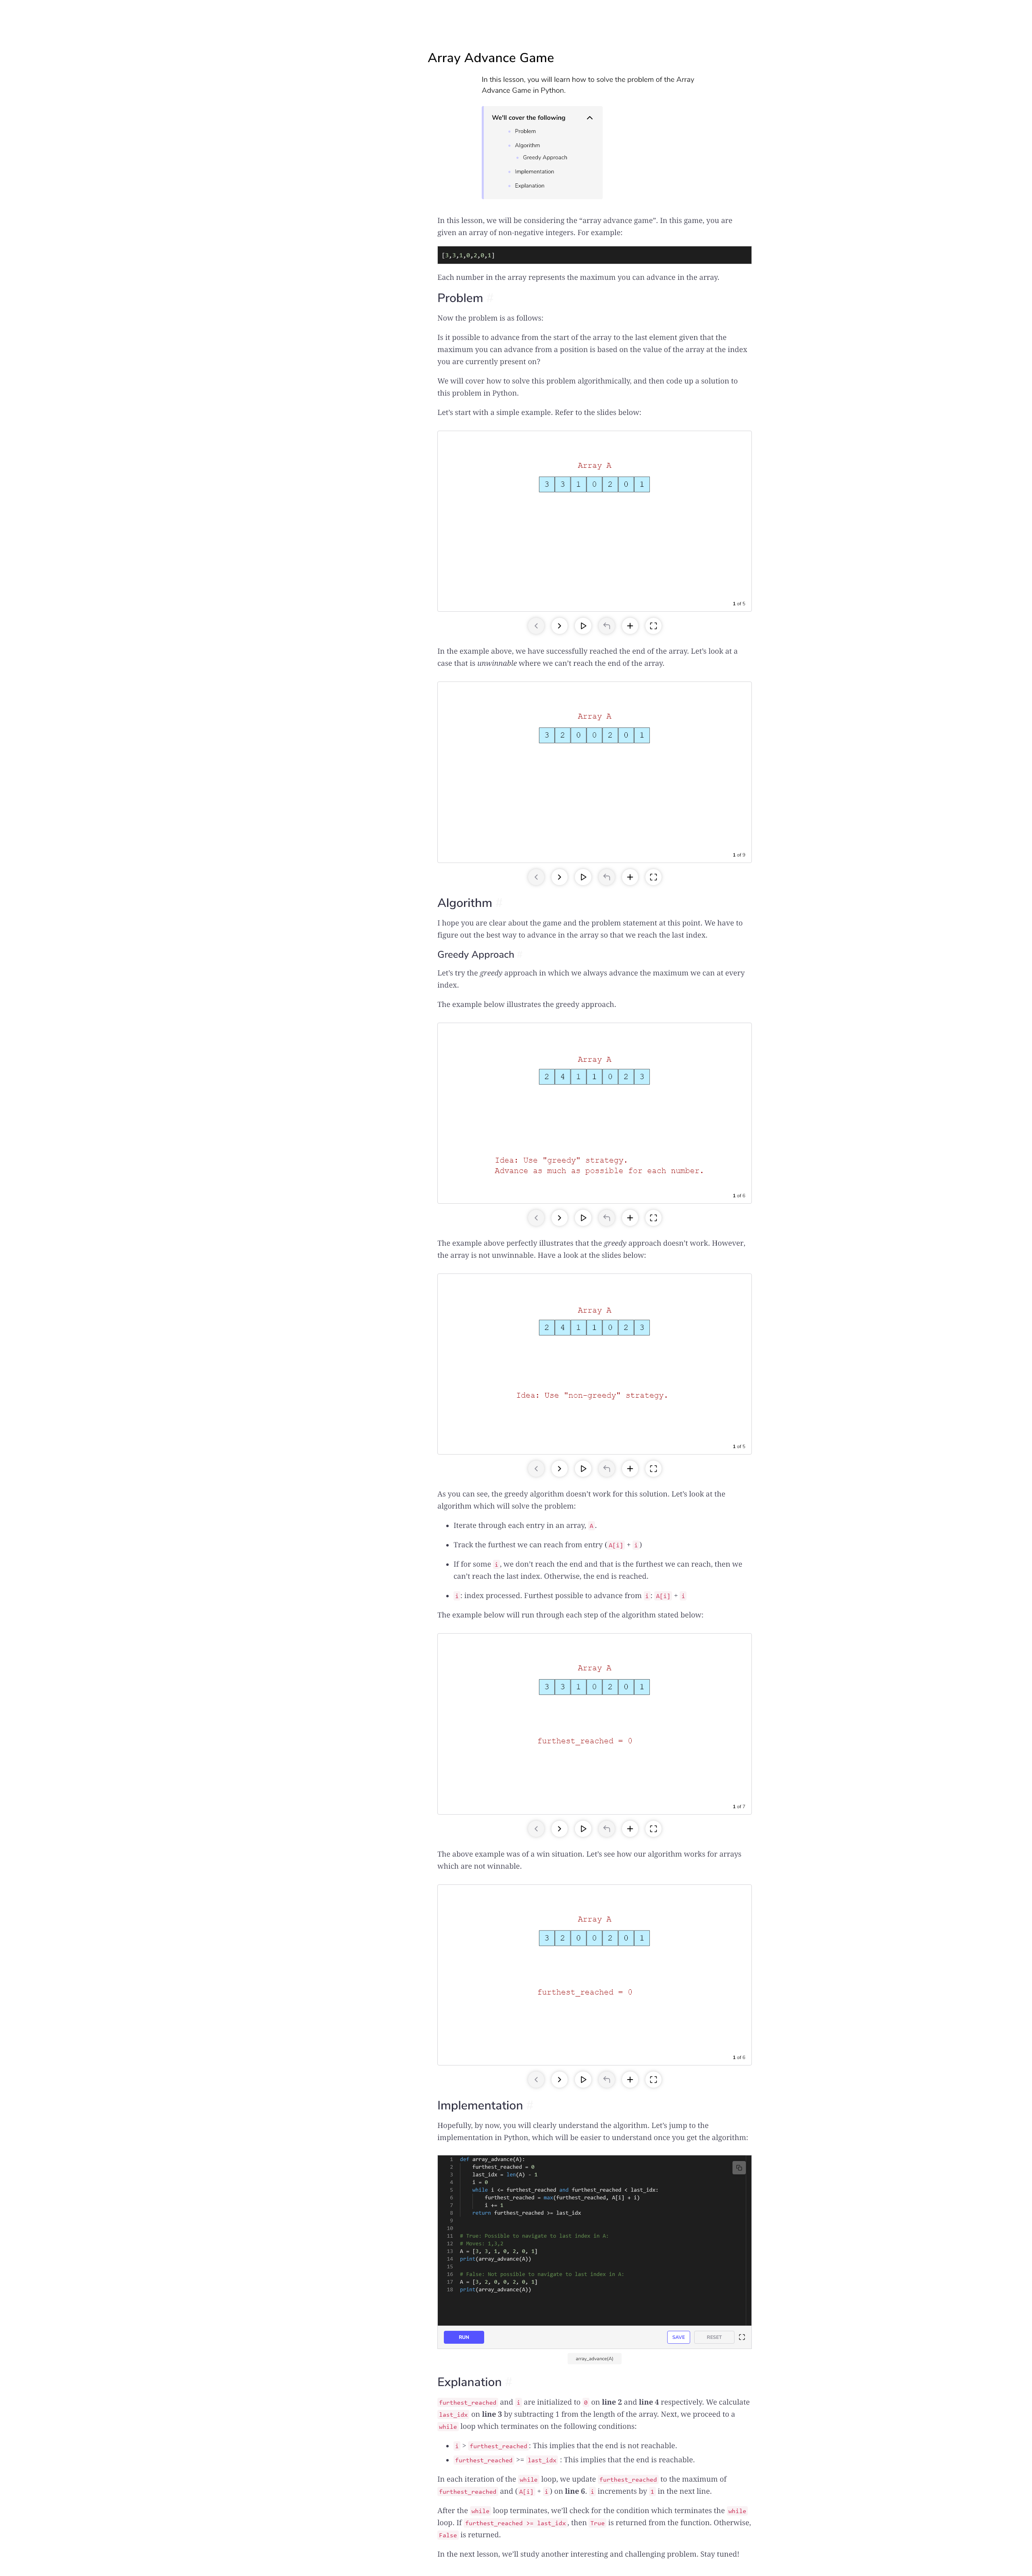 Array Advance Game
In this lesson, you will learn how to solve the problem of the Array
Advance Game in Python.
We'll cover the following
Problem
Algorithm
Greedy Approach
Implementation
Explanation
In this lesson, we will be considering the “array advance game”. In this game, you are
given an array of non-negative integers. For example:
[3,3,1,0,2,0,1]
Each number in the array represents the maximum you can advance in the array.
Problem
Now the problem is as follows:
Is it possible to advance from the start of the array to the last element given that the
maximum you can advance from a position is based on the value of the array at the index
you are currently present on?
We will cover how to solve this problem algorithmically, and then code up a solution to
this problem in Python.
Let’s start with a simple example. Refer to the slides below:
Array A
3 3 1 0 2 0 1
1 of 5
In the example above, we have successfully reached the end of the array. Let’s look at a
case that is unwinnable where we can’t reach the end of the array.
Array A
3 2 0 0 2 0 1
1 of 9
Algorithm
I hope you are clear about the game and the problem statement at this point. We have to
figure out the best way to advance in the array so that we reach the last index.
Greedy Approach
Let’s try the greedy approach in which we always advance the maximum we can at every
index.
The example below illustrates the greedy approach.
Array A
2 4 1 1 0 2 3
Idea: Use "greedy" strategy.
Advance as much as possible for each number.
1 of 6
The example above perfectly illustrates that the greedy approach doesn’t work. However,
the array is not unwinnable. Have a look at the slides below:
Array A
2 4 1 1 0 2 3
Idea: Use "non-greedy" strategy.
1 of 5
As you can see, the greedy algorithm doesn’t work for this solution. Let’s look at the
algorithm which will solve the problem:
Iterate through each entry in an array, A.
Track the furthest we can reach from entry (A[i] + i)
If for some i, we don’t reach the end and that is the furthest we can reach, then we
can’t reach the last index. Otherwise, the end is reached.
i: index processed. Furthest possible to advance from i: A[i] + i
The example below will run through each step of the algorithm stated below:
Array A
3 3 1 0 2 0 1
furthest_reached = 0
1 of 7
The above example was of a win situation. Let’s see how our algorithm works for arrays
which are not winnable.
Array A
3 2 0 0 2 0 1
furthest_reached = 0
1 of 6
Implementation
Hopefully, by now, you will clearly understand the algorithm. Let’s jump to the
implementation in Python, which will be easier to understand once you get the algorithm:
1 def array_advance(A):
2 furthest_reached = 0
3 last_idx = len(A) - 1
4 i = 0
5 while i <= furthest_reached and furthest_reached < last_idx:
6 furthest_reached = max(furthest_reached, A[i] + i)
7 i += 1
8 return furthest_reached >= last_idx
9
10
11 # True: Possible to navigate to last index in A:
12 # Moves: 1,3,2
13 A = [3, 3, 1, 0, 2, 0, 1]
14 print(array_advance(A))
15
16 # False: Not possible to navigate to last index in A:
17 A = [3, 2, 0, 0, 2, 0, 1]
18 print(array_advance(A))
RUN SAVE RESET
array_advance(A)
Explanation
furthest_reached and i are initialized to 0 on line 2 and line 4 respectively. We calculate
last_idx on line 3 by subtracting 1 from the length of the array. Next, we proceed to a
while loop which terminates on the following conditions:
i > furthest_reached: This implies that the end is not reachable.
furthest_reached >= last_idx : This implies that the end is reachable.
In each iteration of the while loop, we update furthest_reached to the maximum of
furthest_reached and (A[i] + i) on line 6. i increments by 1 in the next line.
After the while loop terminates, we’ll check for the condition which terminates the while
loop. If furthest_reached >= last_idx, then True is returned from the function. Otherwise,
False is returned.
In the next lesson, we’ll study another interesting and challenging problem. Stay tuned!